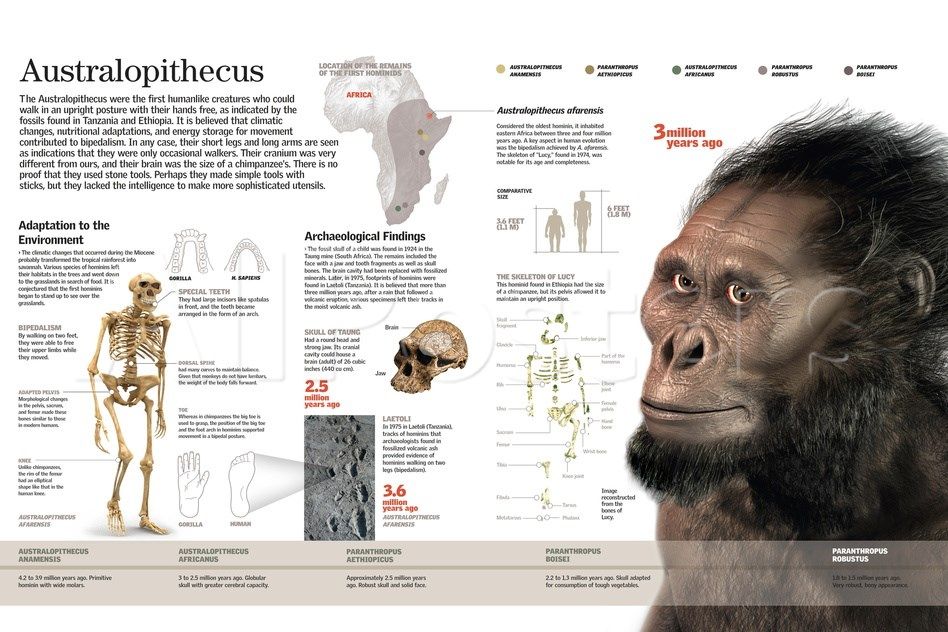 Australopithecus
The Australopithecus were the first humanlike creatures who could
walk in an upright posture with their hands free, as indicated by the
fossils found in Tanzania and Ethiopia. It is believed that climatic
changes, nutritional adaptations, and energy storage for movement
contributed to bipedalism. In any case, their short legs and long arms are seen
as indications that they were only occasional walkers. Their cranium was very
different from ours, and their brain was the size of a chimpanzee's. There is no
proof that they used stone tools. Perhaps they made simple tools with
sticks, but they lacked the intelligence to make more sophisticated utensils.
LOCATION OF THE REMAINS
OF THE FIRST HOMINIDS
AFRICA
AUSTRALOPITHECUS
ANAMENSIS
PARANTHROPUS
AETHIOPICUS
AUSTRALOPITHECUS
AFRICANUS
PARANTHROPUS
ROBUSTUS
PARANTHROPUS
BOISEI
Australopithecus afarensis
Considered the oldest hominin, it inhabited
eastern Africa between three and four million
years ago. A key aspect in human evolution
was the bipedalism achieved by A. afarensis.
The skeleton of "Lucy," found in 1974, was
notable for its age and completeness.
3 million
years ago
COMPARATIVE
SIZE
3.6 FEET
(1.1 M)
6 FEET
(1.8 M)
Adaptation to the
Environment
The climatic changes that occurred during the Miocene
probably transformed the tropical rainforest into
savannah. Various species of hominins left
their habitats in the trees and went down
to the grasslands in search of food. It is
conjectured that the first hominins
began to stand up to see over the
grasslands.
GORILLA
H. SAPIENS
SPECIAL TEETH
They had large incisors like spatulas
in front, and the teeth became
arranged in the form of an arch.
BIPEDALISM
By walking on two feet,
they were able to free
their upper limbs while
they moved.
DORSAL SPINE
had many curves to maintain balance.
Given that monkeys do not have lumbars,
the weight of the body falls forward.
ADAPTED PELVIS
Morphological changes
in the pelvis, sacrum,
and femur made these
bones similar to those
in modern humans.
TOE
Whereas in chimpanzees the big toe is
used to grasp, the position of the big toe
and the foot arch in hominins supported
movement in a bipedal posture.
KNEE
Unlike chimpanzees,
the rim of the femur
had an elliptical
shape like that in the
human knee.
AUSTRALOPITHECUS
AFARENSIS
GORILLA
HUMAN
Archaeological Findings
The fossil skull of a child was found in 1924 in the
Taung mine (South Africa). The remains included the
face with a jaw and tooth fragments as well as skull
bones. The brain cavity had been replaced with fossilized
minerals. Later, in 1975, footprints of hominins were
found in Laetoli (Tanzania). It is believed that more than
three million years ago, after a rain that followed a
volcanic eruption, various specimens left their tracks in
the moist volcanic ash.
SKULL OF TAUNG
Had a round head and
strong jaw. Its cranial
cavity could house a
brain (adult) of 26 cubic
inches (440 cu cm).
Brain
Jaw
2.5
million
years ago
LAETOLI
In 1975 in Laetoli (Tanzania),
tracks of hominins that
archaeologists found in
fossilized volcanic ash
provided evidence of
hominins walking on two
legs (bipedalism).
3.6
million
years ago
AUSTRALOPITHECUS
AFARENSIS
THE SKELETON OF LUCY
This hominid found in Ethiopia had the size
of a chimpanzee, but its pelvis allowed it to
maintain an upright position.
Skull
fragment
Inferior jaw
Clavicle
Part of the
humerus
Humerus
Rib
Elbow
joint
Ulna
Female
pelvis
Hand
bone
Sacrum
Femur
Wrist bone
Tibia
Knee joint
Fibula
Tarsus
Metatarsus
Phalanx
Image
reconstructed
from the
bones of
Lucy.
AUSTRALOPITHECUS
ANAMENSIS
4.2 to 3.9 million years ago. Primitive
hominin with wide molars.
AUSTRALOPITHECUS
AFRICANUS
3 to 2.5 million years ago. Globular
skull with greater cerebral capacity.
PARANTHROPUS
AETHIOPICUS
Approximately 2.5 million years
ago. Robust skull and solid face.
PARANTHROPUS
BOISEI
2.2 to 1.3 million years ago. Skull adapted
for consumption of tough vegetables.
PARANTHROPUS
ROBUSTUS
1.8 to 1.5 million years ago.
Very robust, bony appearance.